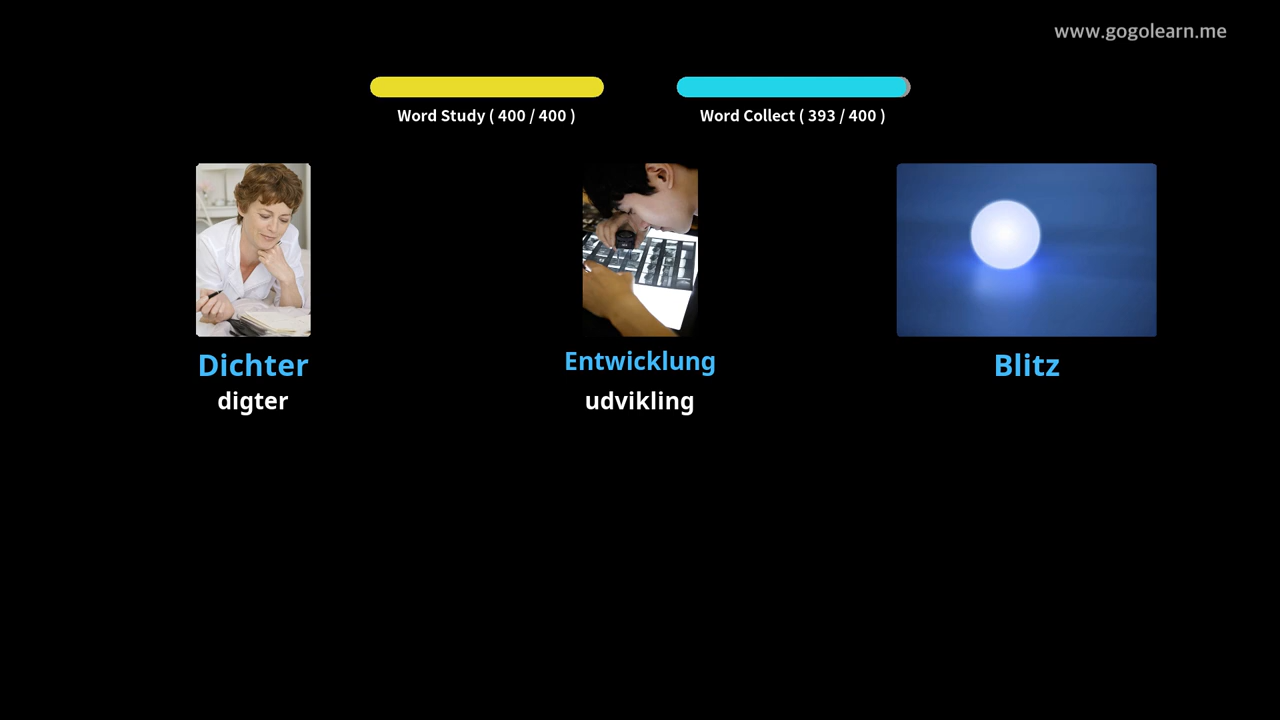 www.gogolearn.me
Word Study ( 400 / 400 )
Word Collect ( 393 / 400 )
Dichter
digter
Entwicklung
udvikling
Blitz